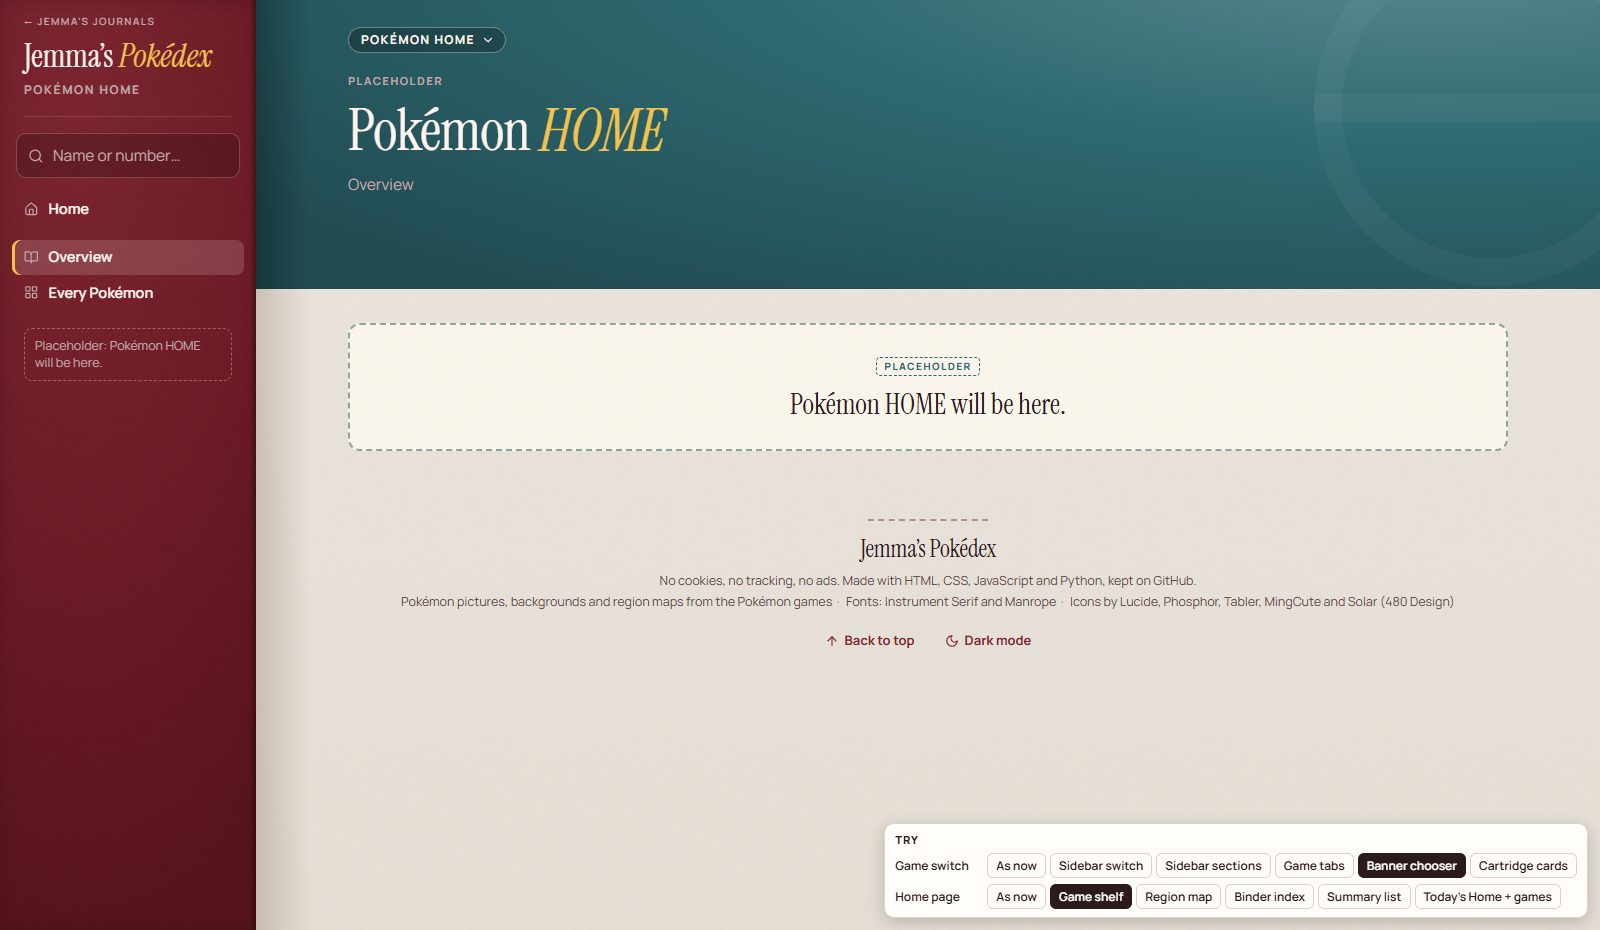 ← JEMMA'S JOURNALS
Jemma's Pokédex
POKÉMON HOME
Name or number...
Home
Overview
Every Pokémon
Placeholder: Pokémon HOME
will be here.
POKÉMON HOME
PLACEHOLDER
Pokémon HOME
Overview
PLACEHOLDER
Pokémon HOME will be here.
Jemma's Pokédex
No cookies, no tracking, no ads. Made with HTML, CSS, JavaScript and Python, kept on GitHub.
Pokémon pictures, backgrounds and region maps from the Pokémon games · Fonts: Instrument Serif and Manrope · Icons by Lucide, Phosphor, Tabler, MingCute and Solar (480 Design)
Back to top Dark mode
TRY
Game switch As now Sidebar switch Sidebar sections Game tabs Banner chooser Cartridge cards
Home page As now Game shelf Region map Binder index Summary list Today's Home + games